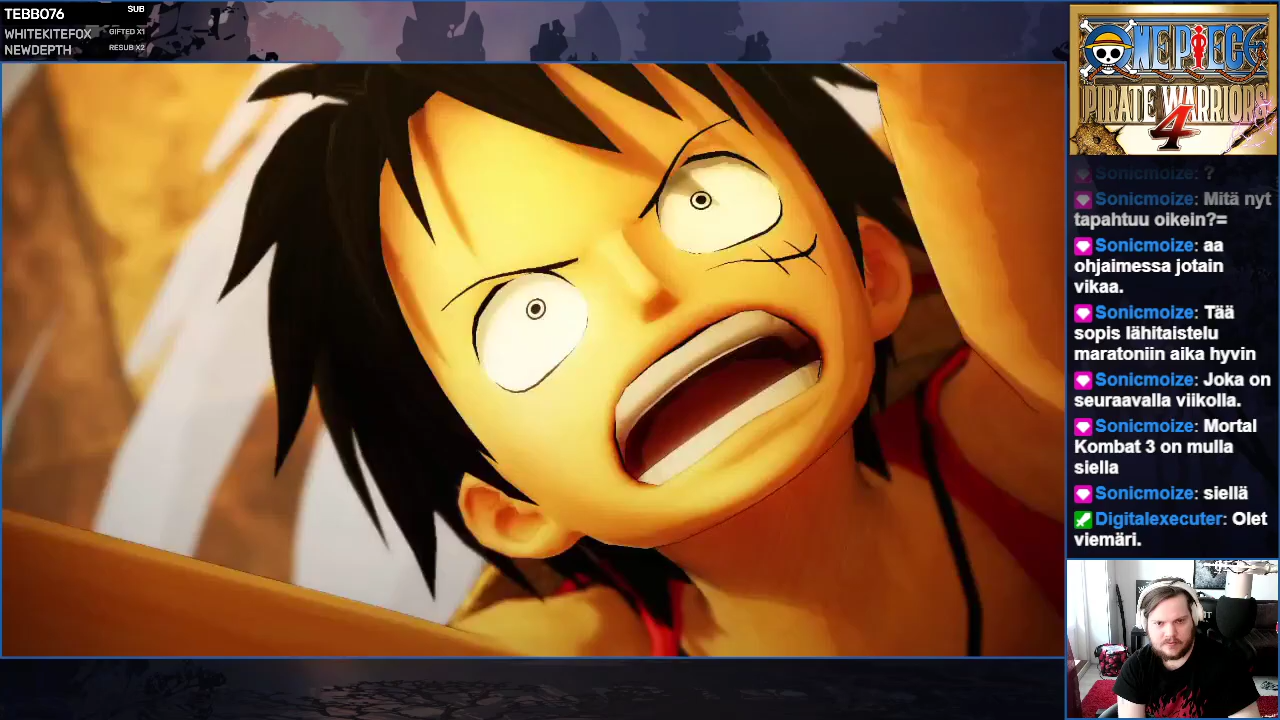 TEBBO76 SUB
WHITEKITEFOX GIFTED X1
NEWDEPTH RESUB X2
ONE PIECE
PIRATE WARRIORS
4
Sonicmoize: ?
Sonicmoize: Mitä nyt
tapahtuu oikein?=
Sonicmoize: aa
ohjaimessa jotain
vikaa.
Sonicmoize: Tää
sopis lähitaistelu
maratoniin aika hyvin
Sonicmoize: Joka on
seuraavalla viikolla.
Sonicmoize: Mortal
Kombat 3 on mulla
siella
Sonicmoize: siellä
Digitalexecuter: Olet
viemäri.